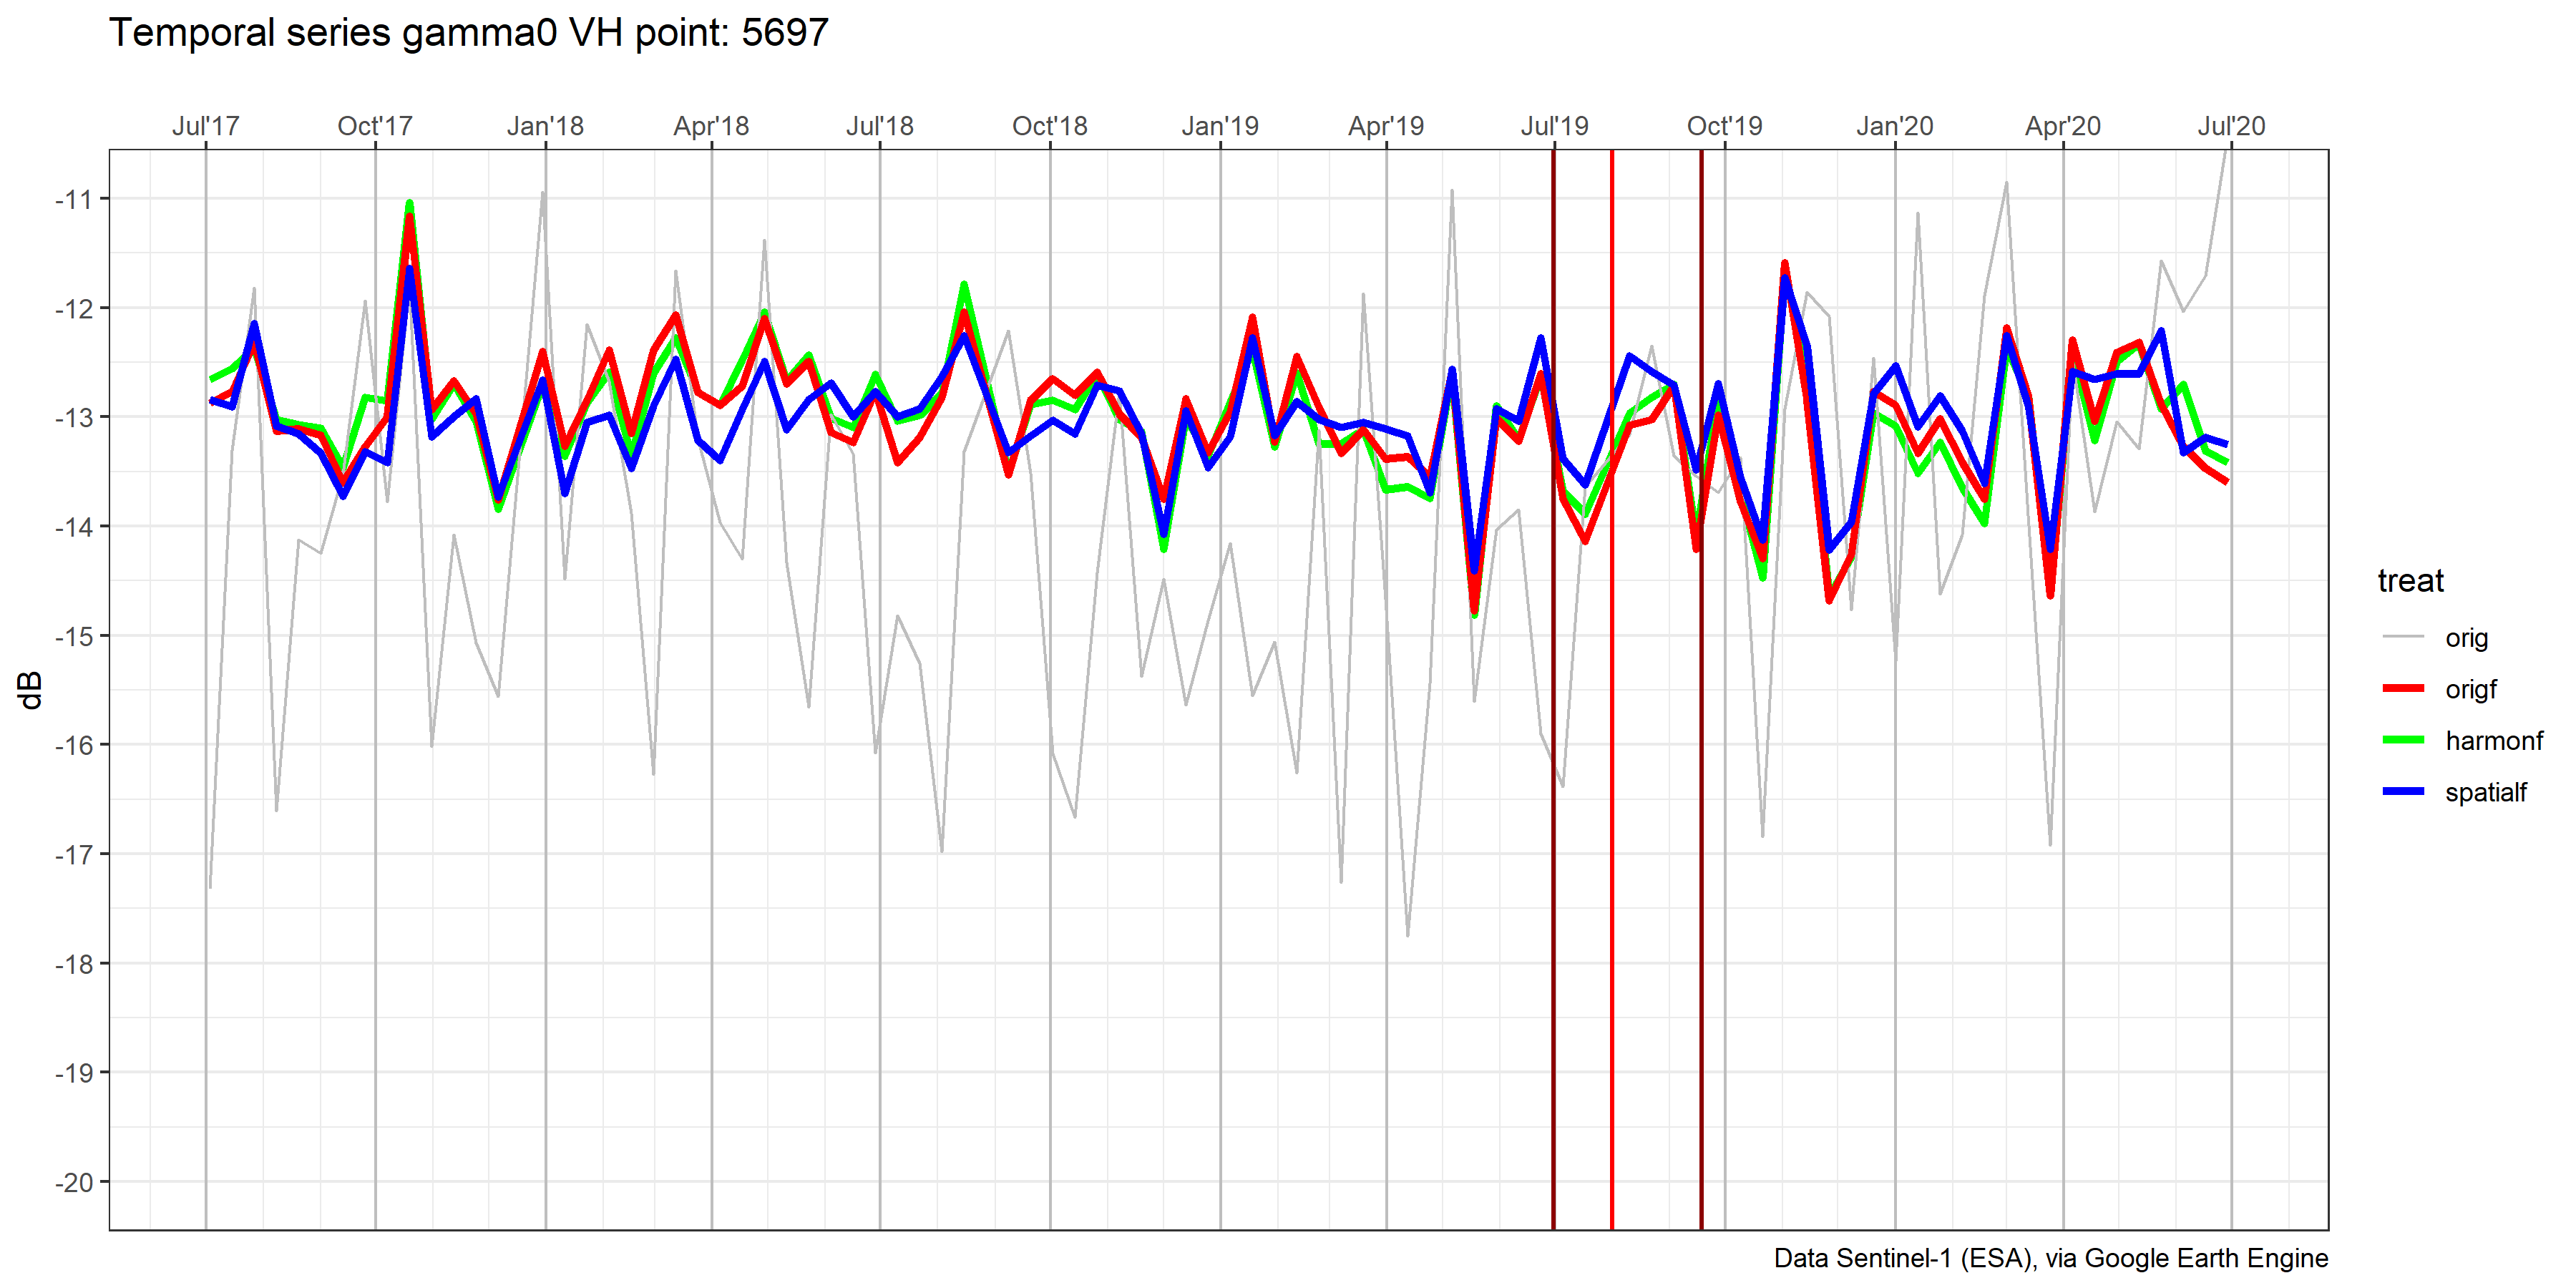 Temporal series gamma0 VH point: 5697
Jul'17 Oct'17 Jan'18 Apr'18 Jul'18 Oct'18 Jan'19 Apr'19 Jul'19 Oct'19 Jan'20 Apr'20 Jul'20
-11
-12
-13
-14
-15
-16
-17
-18
-19
-20
dB
treat
orig
origf
harmonf
spatialf
Data Sentinel-1 (ESA), via Google Earth Engine